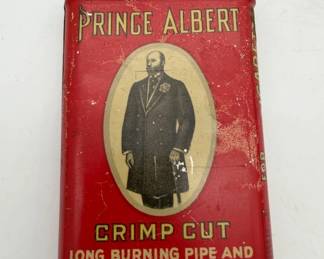 PRINCE ALBERT
CRIMP CUT
LONG BURNING PIPE AND